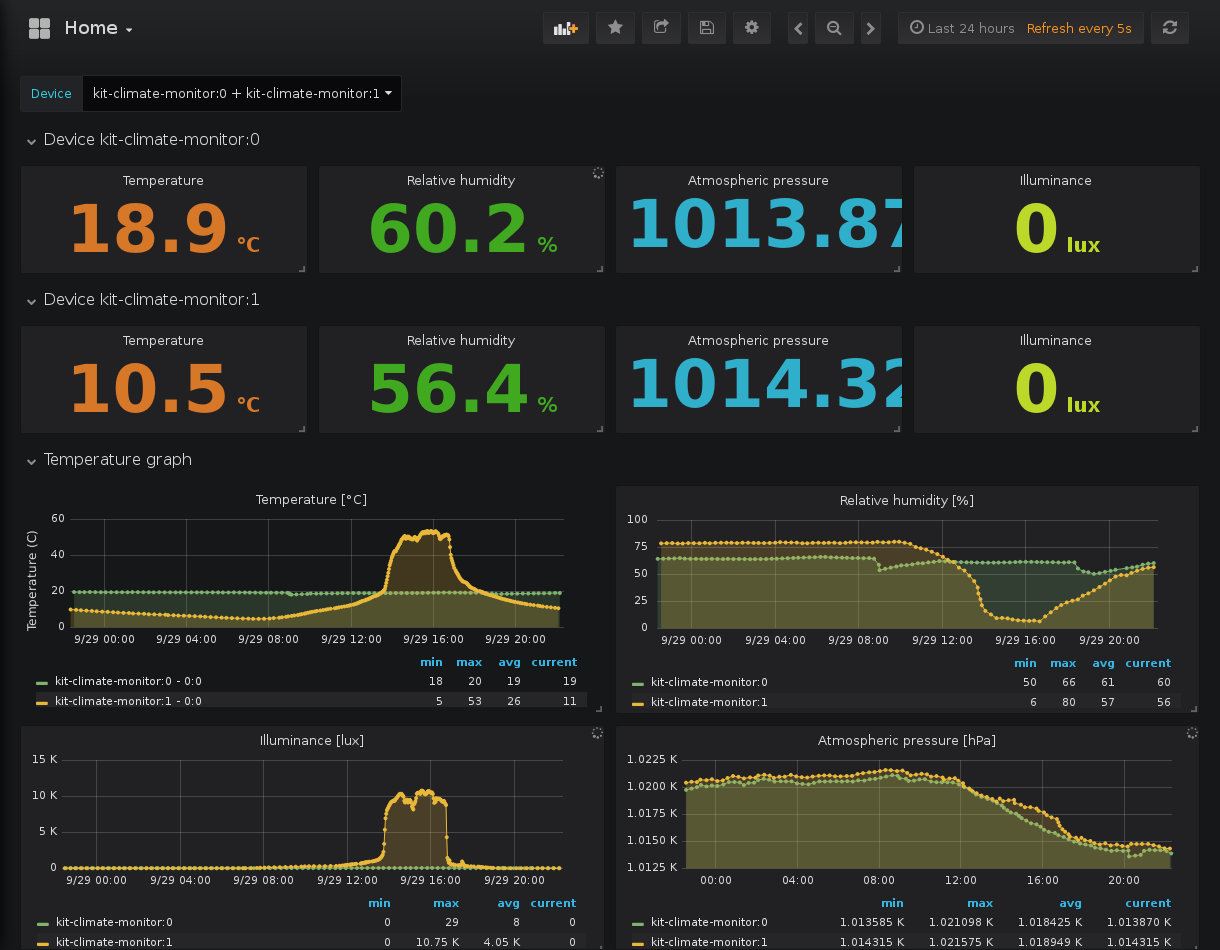 Home
Last 24 hours Refresh every 5s
Device kit-climate-monitor:0 + kit-climate-monitor:1
Device kit-climate-monitor:0
Temperature Relative humidity Atmospheric pressure Illuminance
18.9 °C 60.2 % 1013.87 0 lux
Device kit-climate-monitor:1
Temperature Relative humidity Atmospheric pressure Illuminance
10.5 °C 56.4 % 1014.32 0 lux
Temperature graph
Temperature [°C]
Temperature (C)
60
40
20
0
9/29 00:00 9/29 04:00 9/29 08:00 9/29 12:00 9/29 16:00 9/29 20:00
min max avg current
kit-climate-monitor:0 - 0:0 18 20 19 19
kit-climate-monitor:1 - 0:0 5 53 26 11
Relative humidity [%]
100
75
50
25
0
9/29 00:00 9/29 04:00 9/29 08:00 9/29 12:00 9/29 16:00 9/29 20:00
min max avg current
kit-climate-monitor:0 50 66 61 60
kit-climate-monitor:1 6 80 57 56
Illuminance [lux]
15 K
10 K
5 K
0
9/29 00:00 9/29 04:00 9/29 08:00 9/29 12:00 9/29 16:00 9/29 20:00
min max avg current
kit-climate-monitor:0 0 29 8 0
kit-climate-monitor:1 0 10.75 K 4.05 K 0
Atmospheric pressure [hPa]
1.0225 K
1.0200 K
1.0175 K
1.0150 K
1.0125 K
00:00 04:00 08:00 12:00 16:00 20:00
min max avg current
kit-climate-monitor:0 1.013585 K 1.021098 K 1.018425 K 1.013870 K
kit-climate-monitor:1 1.014315 K 1.021575 K 1.018949 K 1.014315 K